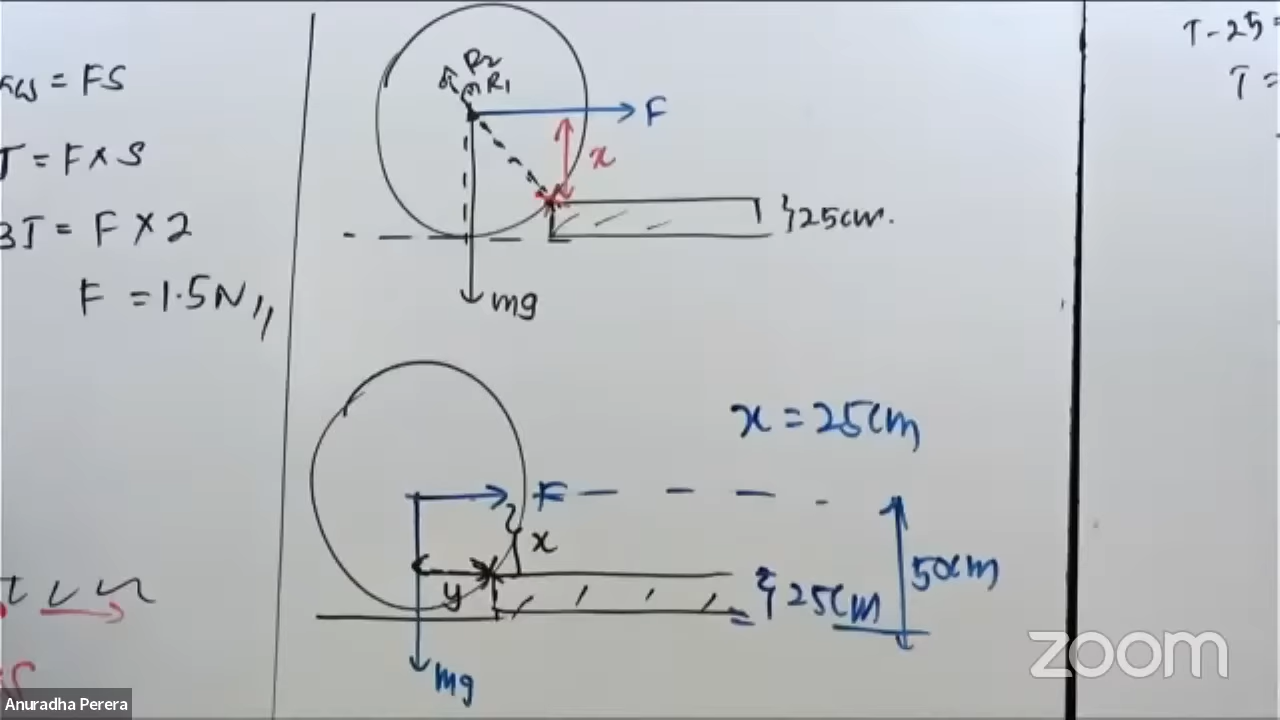 = FS
= F x S
3J = F x 2
F = 1.5N//
R2
R1
F
x
25cm.
mg
x = 25cm
F
x
50cm
y
25cm
mg
T - 25 =
T =
zoom
Anuradha Perera